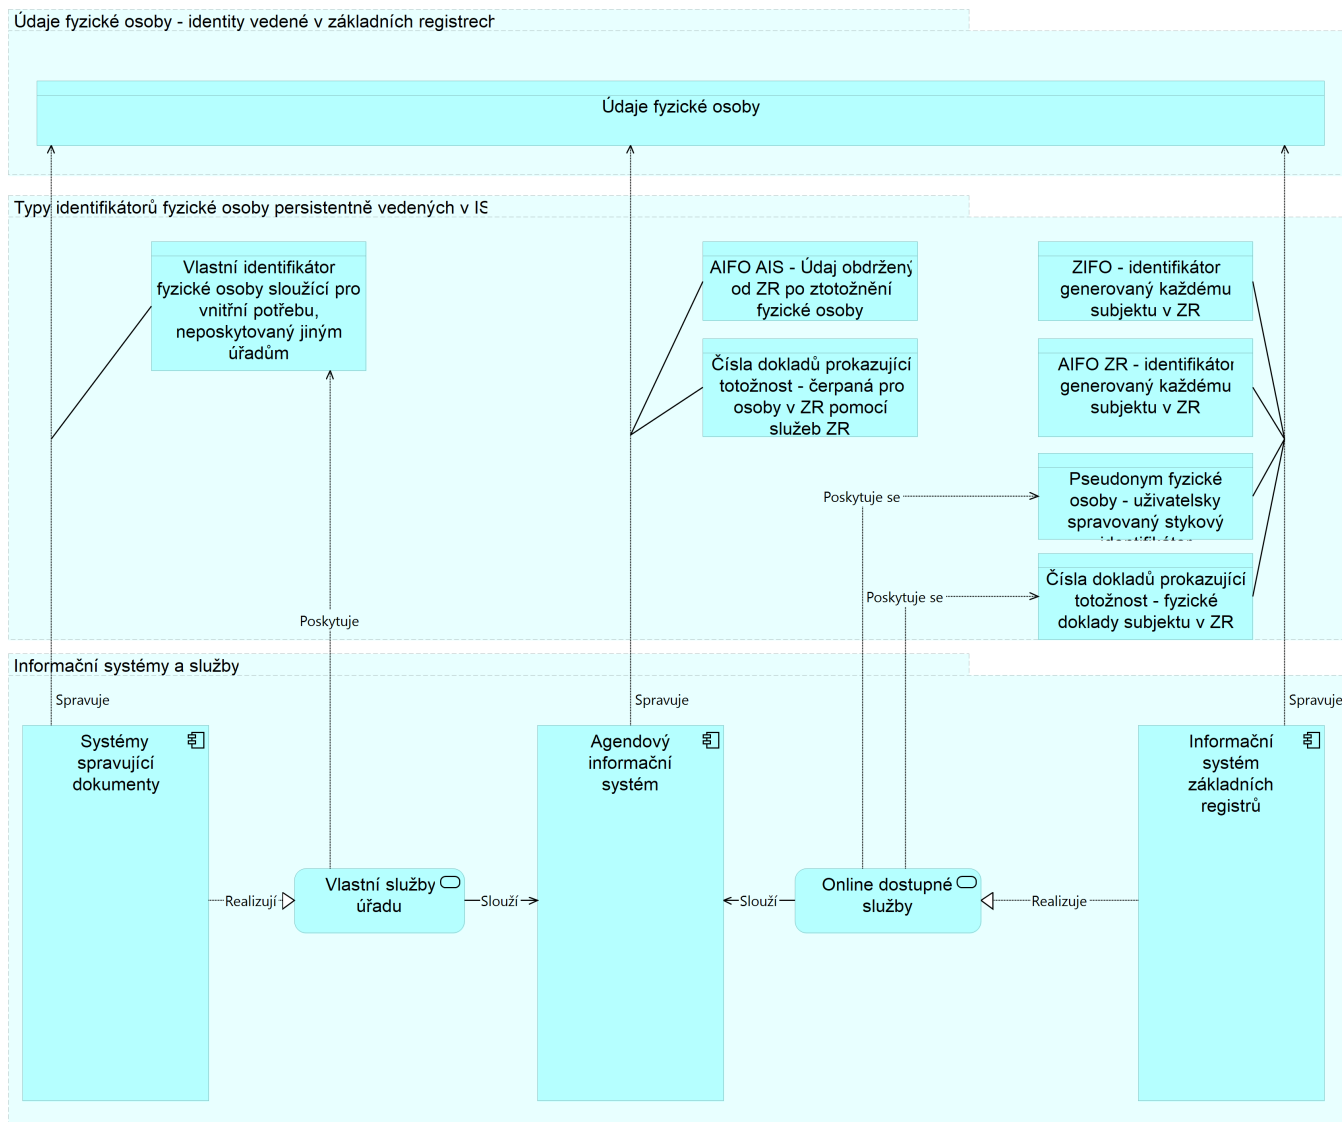 Údaje fyzické osoby - identity vedené v základních registrech
Údaje fyzické osoby
Typy identifikátorů fyzické osoby persistentně vedených v IS
Vlastní identifikátor
fyzické osoby sloužící pro
vnitřní potřebu,
neposkytovaný jiným
úřadům
AIFO AIS - Údaj obdržený
od ZR po ztotožnění
fyzické osoby
Čísla dokladů prokazující
totožnost - čerpaná pro
osoby v ZR pomocí
služeb ZR
ZIFO - identifikátor
generovaný každému
subjektu v ZR
AIFO ZR - identifikátor
generovaný každému
subjektu v ZR
Pseudonym fyzické
osoby - uživatelsky
spravovaný stykový
identifikátor
Čísla dokladů prokazující
totožnost - fyzické
doklady subjektu v ZR
Poskytuje se
Poskytuje se
Poskytuje
Informační systémy a služby
Spravuje
Spravuje
Spravuje
Systémy
spravující
dokumenty
Agendový
informační
systém
Informační
systém
základních
registrů
Realizují
Vlastní služby
úřadu
Slouží
Slouží
Online dostupné
služby
Realizuje